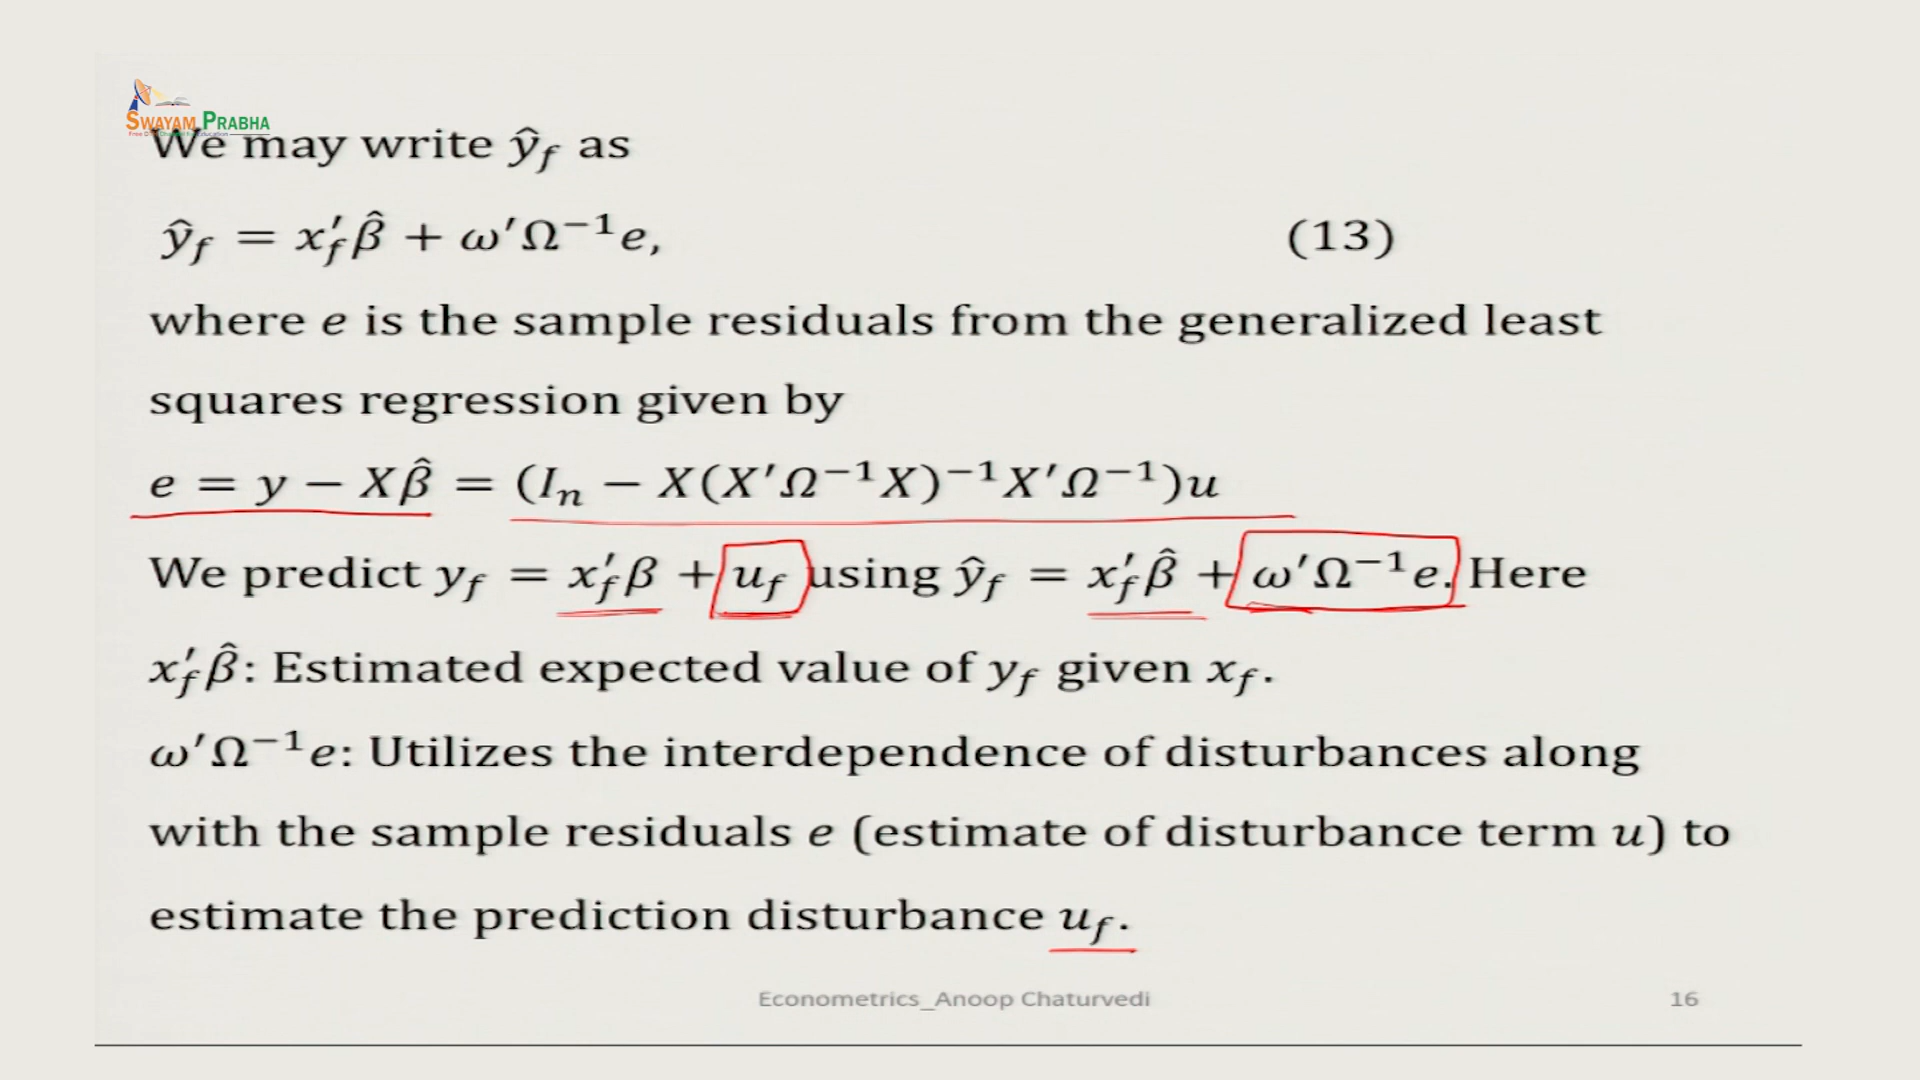 SWAYAM PRABHA
We may write ŷ_f as
ŷ_f = x′_f β̂ + ω′Ω⁻¹e, (13)
where e is the sample residuals from the generalized least
squares regression given by
e = y − Xβ̂ = (I_n − X(X′Ω⁻¹X)⁻¹X′Ω⁻¹)u
We predict y_f = x′_f β + u_f using ŷ_f = x′_f β̂ + ω′Ω⁻¹e. Here
x′_f β̂: Estimated expected value of y_f given x_f.
ω′Ω⁻¹e: Utilizes the interdependence of disturbances along
with the sample residuals e (estimate of disturbance term u) to
estimate the prediction disturbance u_f.
Econometrics_Anoop Chaturvedi 16